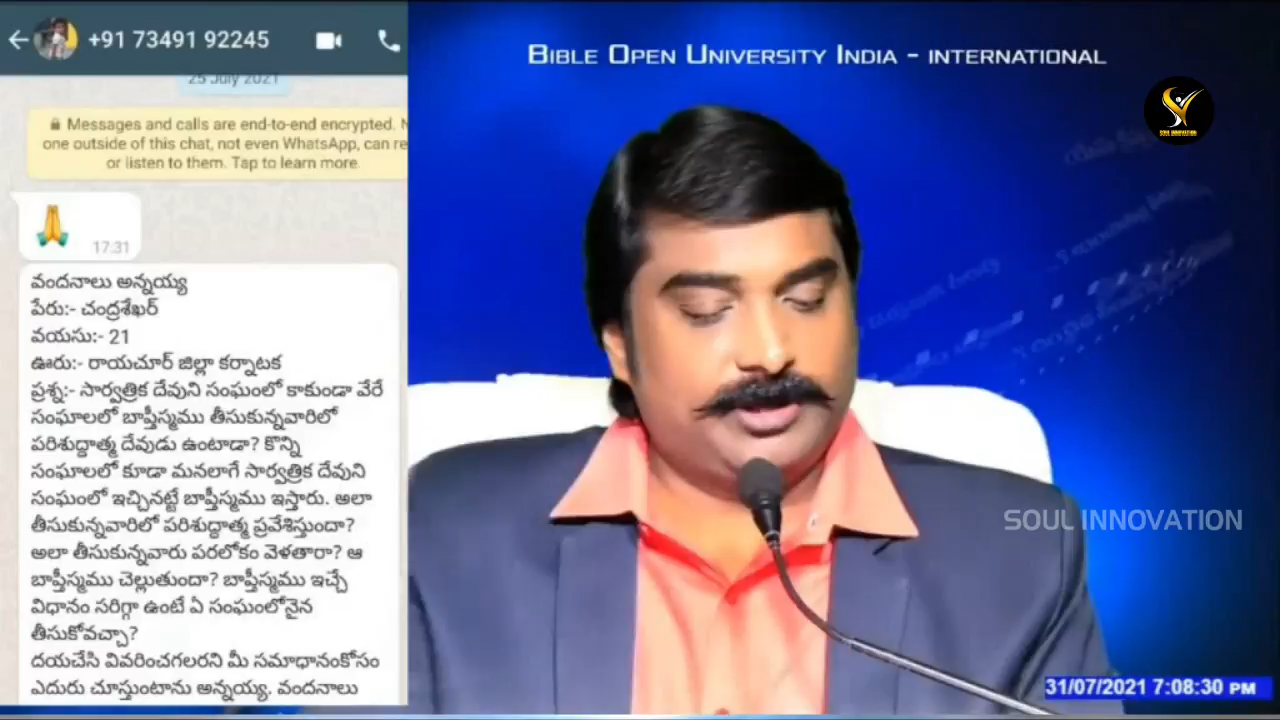 +91 73491 92245
25 July 2021
Messages and calls are end-to-end encrypted. N
one outside of this chat, not even WhatsApp, can re
or listen to them. Tap to learn more.
🙏
17:31
వందనాలు అన్నయ్య
పేరు:- చంద్రశేఖర్
వయసు:- 21
ఊరు:- రాయచూర్ జిల్లా కర్నాటక
ప్రశ్న:- సార్వత్రిక దేవుని సంఘంలో కాకుండా వేరే
సంఘాలలో బాప్తీస్మము తీసుకున్నవారిలో
పరిశుద్ధాత్మ దేవుడు ఉంటాడా? కొన్ని
సంఘాలలో కూడా మనలాగే సార్వత్రిక దేవుని
సంఘంలో ఇచ్చినట్టే బాప్తీస్మము ఇస్తారు. అలా
తీసుకున్నవారిలో పరిశుద్ధాత్మ ప్రవేశిస్తుందా?
అలా తీసుకున్నవారు పరలోకం వెళతారా? ఆ
బాప్తీస్మము చెల్లుతుందా? బాప్తీస్మము ఇచ్చే
విధానం సరిగ్గా ఉంటే ఏ సంఘంలోనైన
తీసుకోవచ్చా?
దయచేసి వివరించగలరని మీ సమాధానంకోసం
ఎదురు చూస్తుంటాను అన్నయ్య. వందనాలు
BIBLE OPEN UNIVERSITY INDIA - INTERNATIONAL
SOUL INNOVATION
SOUL INNOVATION
31/07/2021 7:08:30 PM